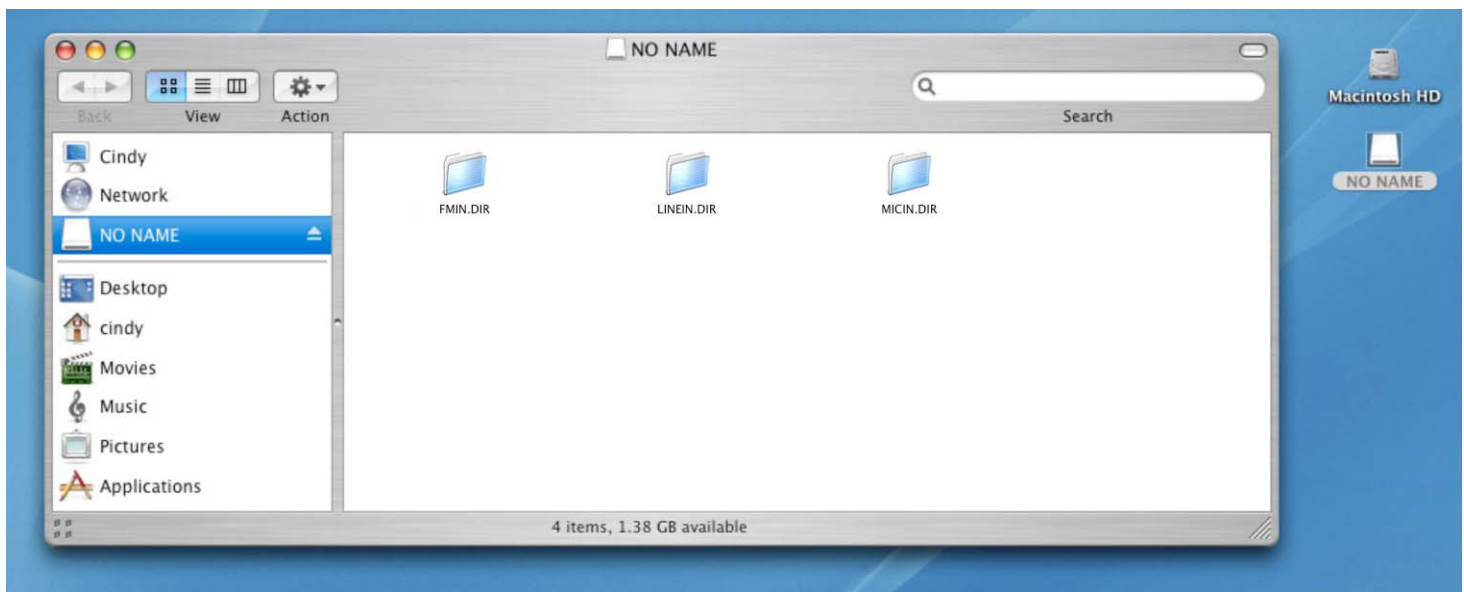 NO NAME
Back View Action Search
Cindy
Network
NO NAME
Desktop
cindy
Movies
Music
Pictures
Applications
FMIN.DIR LINEIN.DIR MICIN.DIR
4 items, 1.38 GB available
Macintosh HD
NO NAME